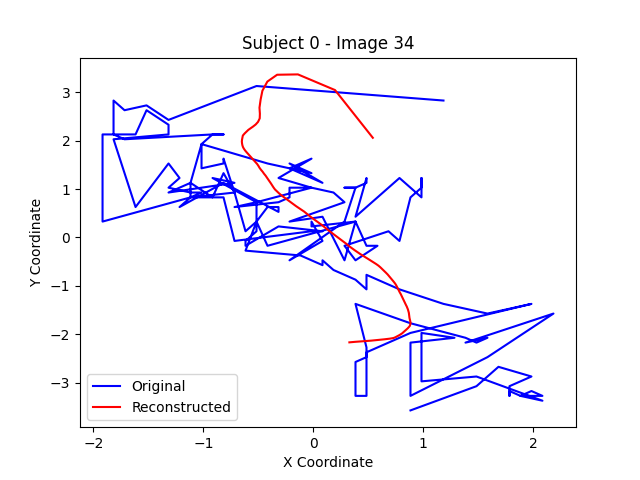 Subject 0 - Image 34
Y Coordinate
3
2
1
0
−1
−2
−3
Original
Reconstructed
−2 −1 0 1 2
X Coordinate